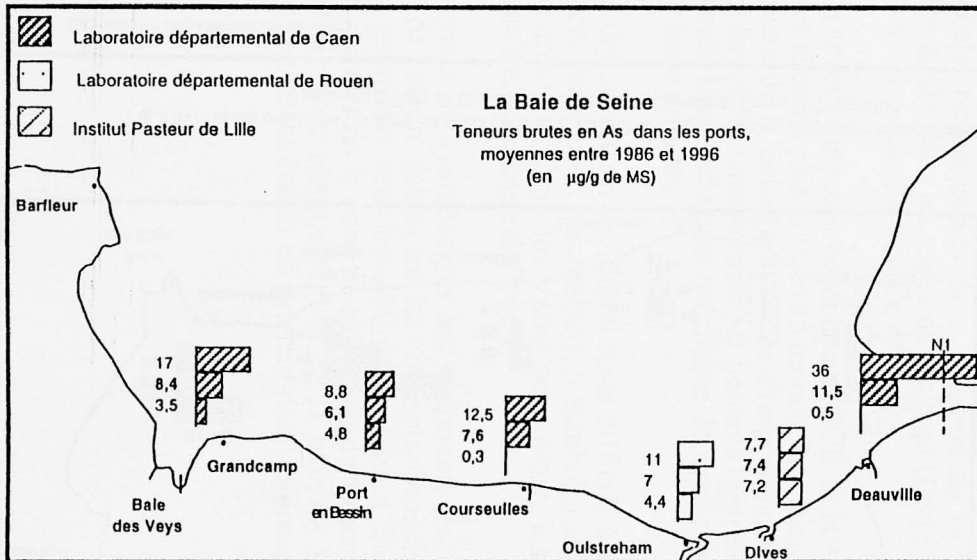 Laboratoire départemental de Caen
Laboratoire départemental de Rouen
Institut Pasteur de Lille
La Baie de Seine
Teneurs brutes en As dans les ports,
moyennes entre 1986 et 1996
(en µg/g de MS)
Barfleur
N1
17
8,4
3,5
8,8
6,1
4,8
12,5
7,6
0,3
11
7
4,4
7,7
7,4
7,2
36
11,5
0,5
Grandcamp
Baie
des Veys
Port
en Bessin
Courseulles
Ouistreham
Dives
Deauville